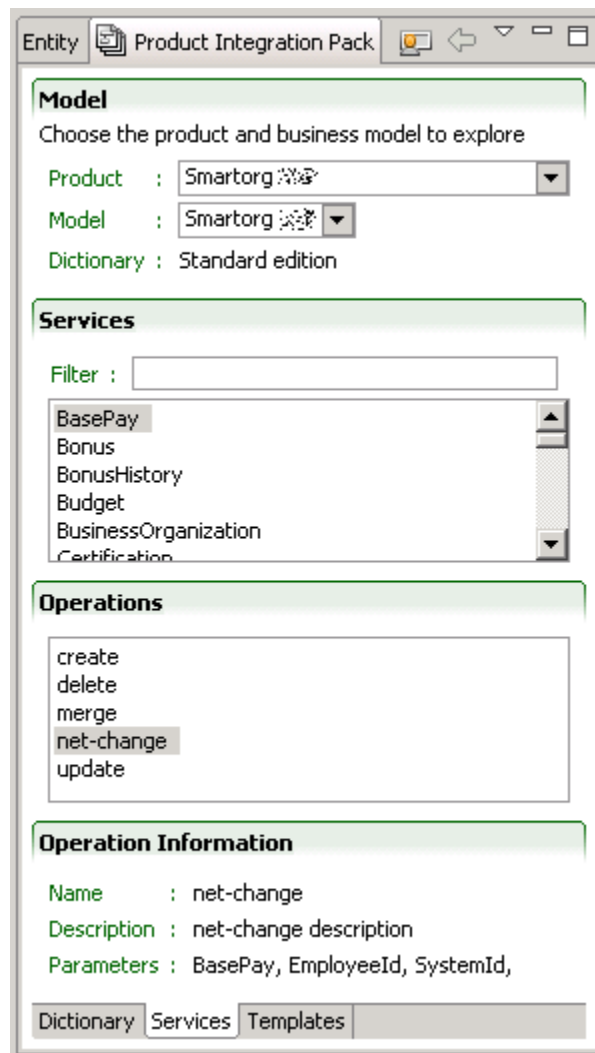 Entity Product Integration Pack
Model
Choose the product and business model to explore
Product : Smartorg
Model : Smartorg
Dictionary : Standard edition
Services
Filter :
BasePay
Bonus
BonusHistory
Budget
BusinessOrganization
Certification
Operations
create
delete
merge
net-change
update
Operation Information
Name : net-change
Description : net-change description
Parameters : BasePay, EmployeeId, SystemId,
Dictionary Services Templates